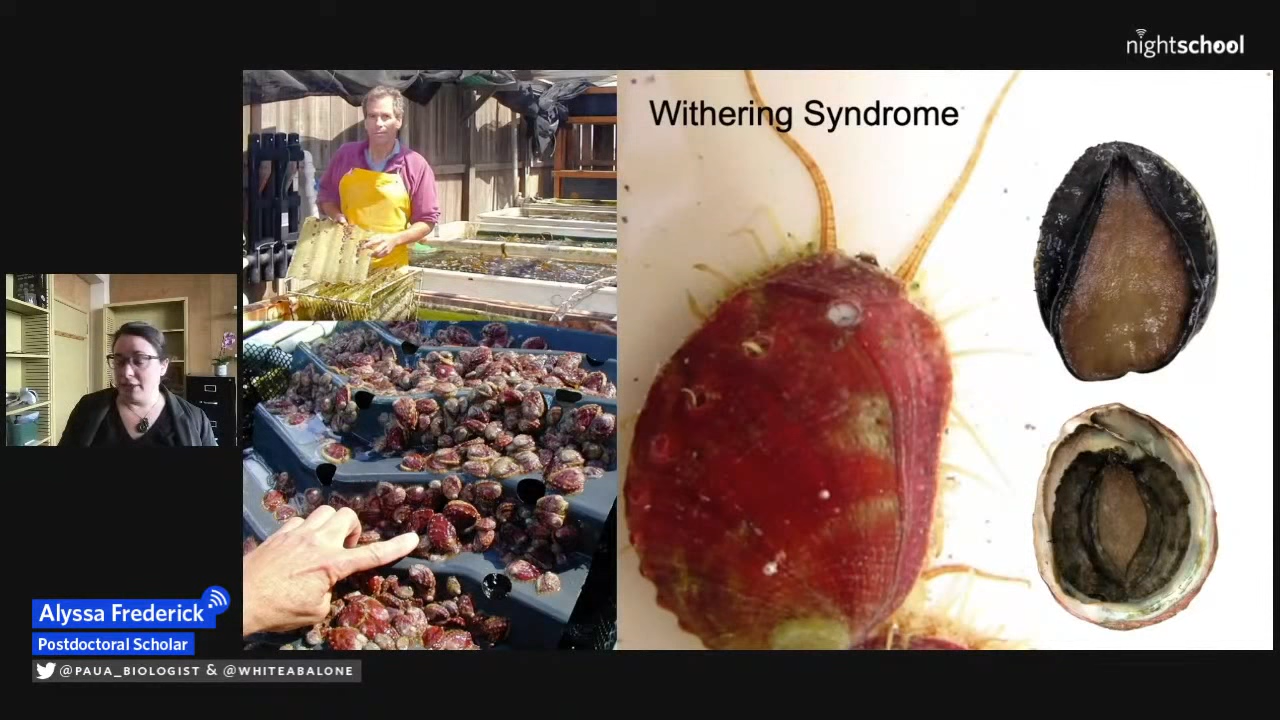 nightschool
Withering Syndrome
Alyssa Frederick
Postdoctoral Scholar
@PAUA_BIOLOGIST & @WHITEABALONE